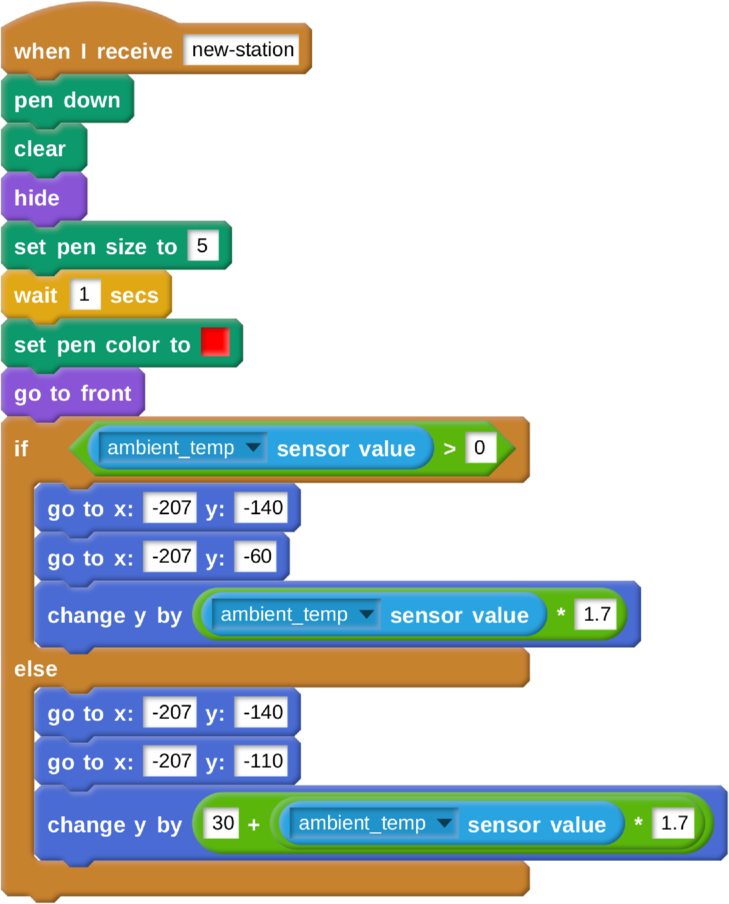 when I receive new-station
pen down
clear
hide
set pen size to 5
wait 1 secs
set pen color to
go to front
if ambient_temp sensor value > 0
go to x: -207 y: -140
go to x: -207 y: -60
change y by ambient_temp sensor value * 1.7
else
go to x: -207 y: -140
go to x: -207 y: -110
change y by 30 + ambient_temp sensor value * 1.7